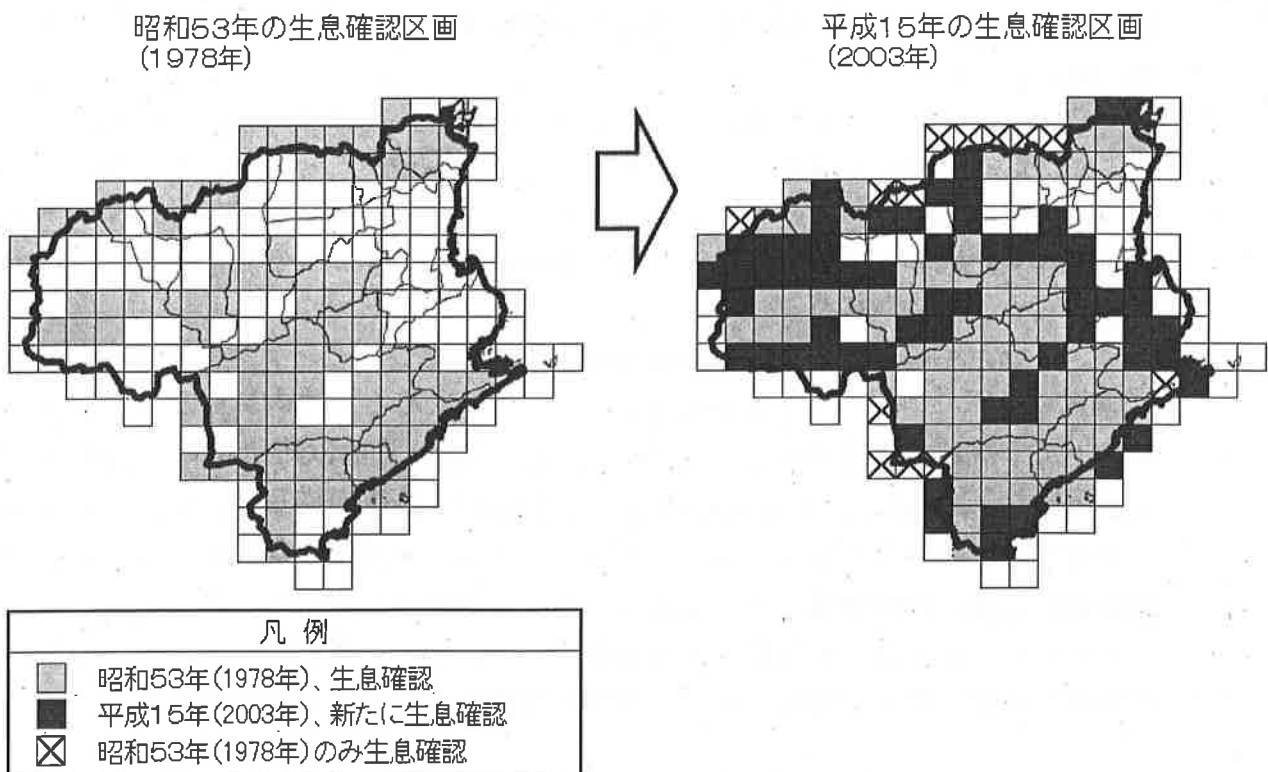 昭和53年の生息確認区画
(1978年)
平成15年の生息確認区画
(2003年)
凡例
昭和53年(1978年)、生息確認
平成15年(2003年)、新たに生息確認
昭和53年(1978年)のみ生息確認